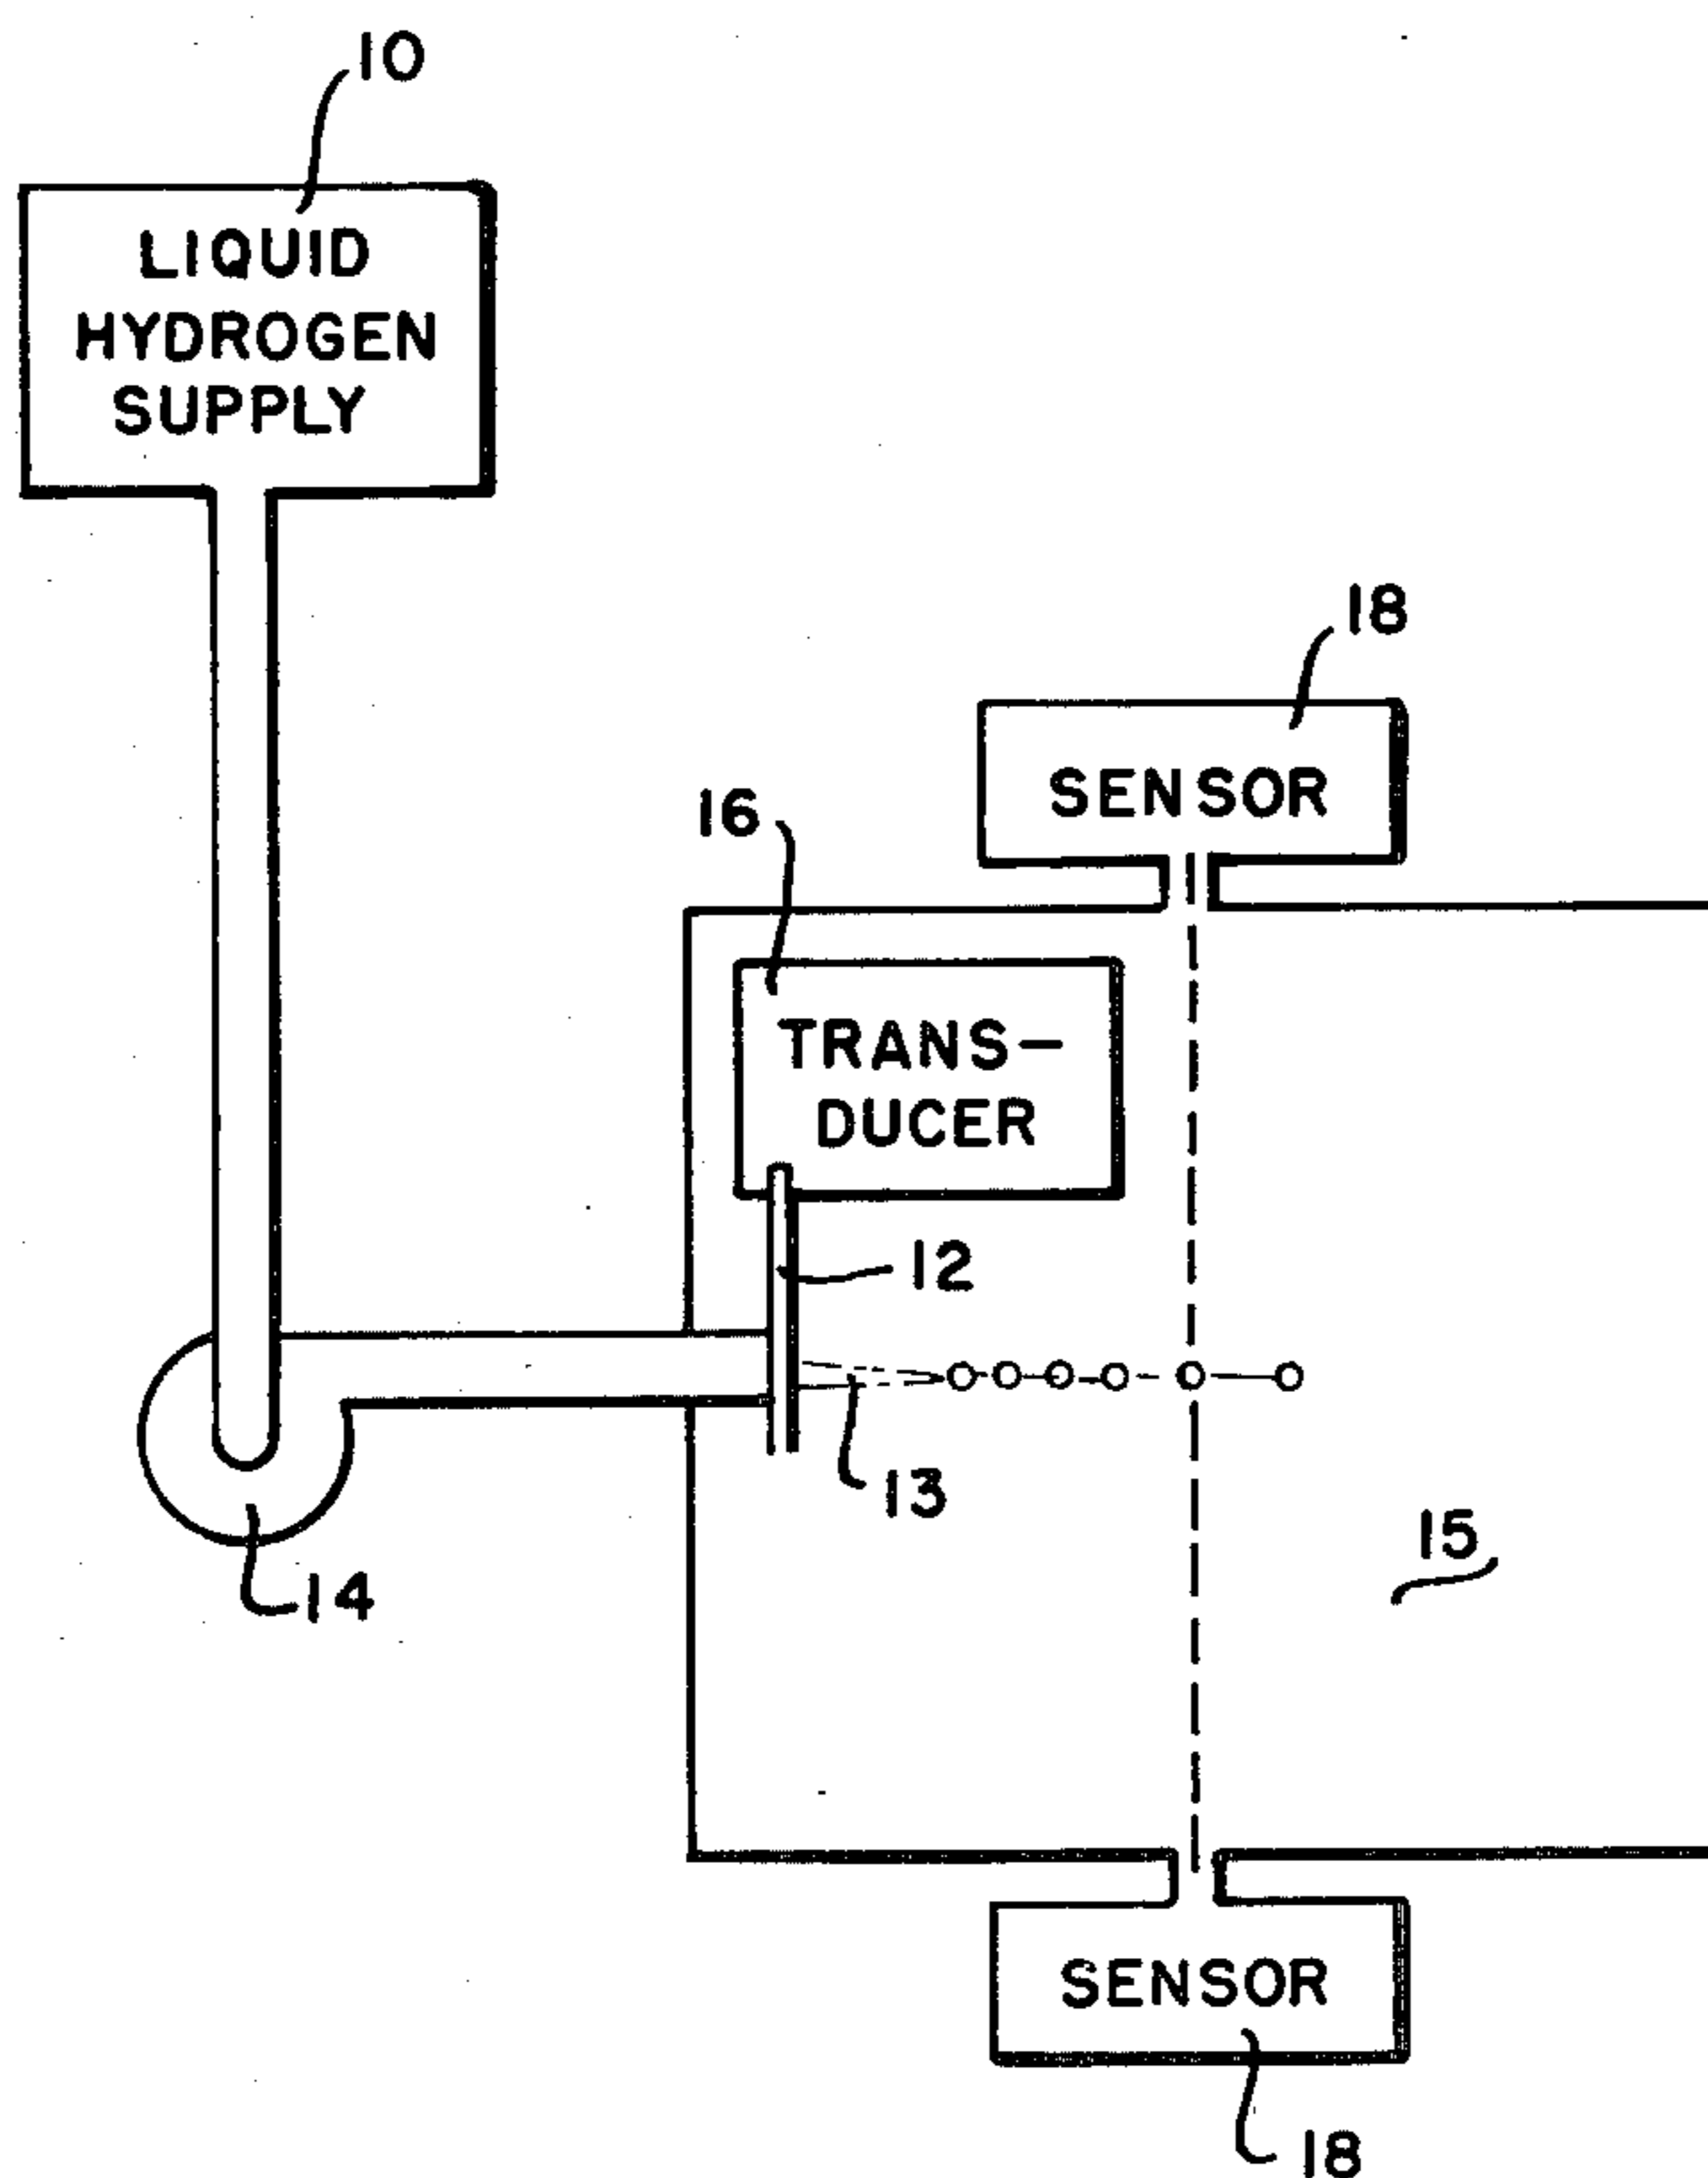 10
LIQUID
HYDROGEN
SUPPLY
18
SENSOR
16
TRANS-
DUCER
12
13
15
14
SENSOR
18